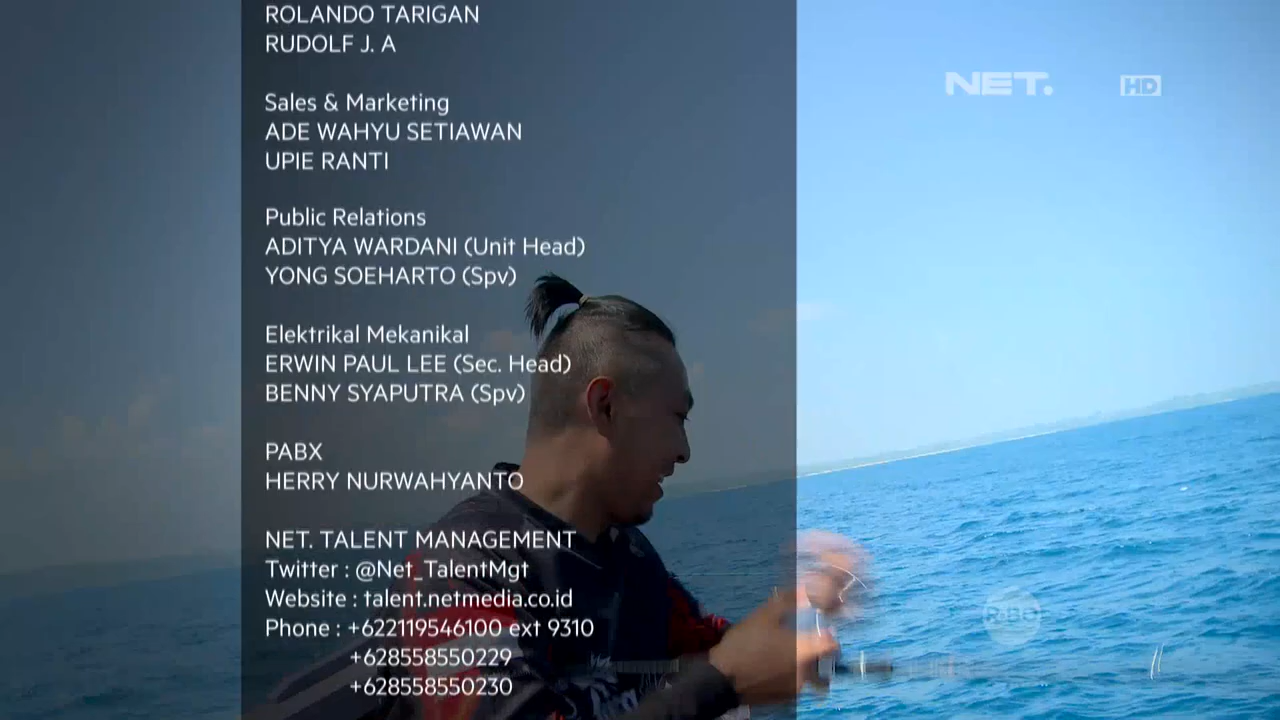 ROLANDO TARIGAN
RUDOLF J. A
NET.
HD
Sales & Marketing
ADE WAHYU SETIAWAN
UPIE RANTI
Public Relations
ADITYA WARDANI (Unit Head)
YONG SOEHARTO (Spv)
Elektrikal Mekanikal
ERWIN PAUL LEE (Sec. Head)
BENNY SYAPUTRA (Spv)
PABX
HERRY NURWAHYANTO
NET. TALENT MANAGEMENT
Twitter : @Net_TalentMgt
Website : talent.netmedia.co.id
Phone : +622119546100 ext 9310
+628558550229
+628558550230